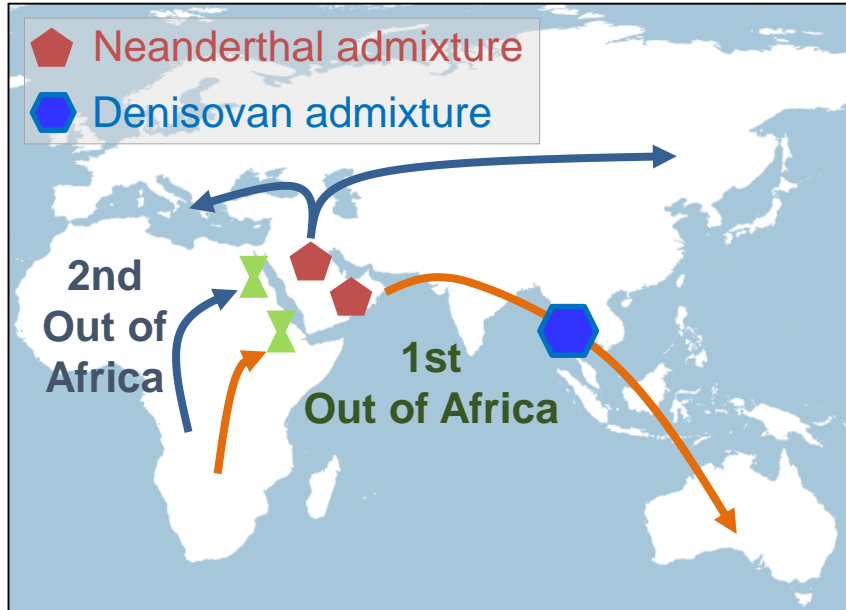 Neanderthal admixture
Denisovan admixture
2nd
Out of
Africa
1st
Out of Africa